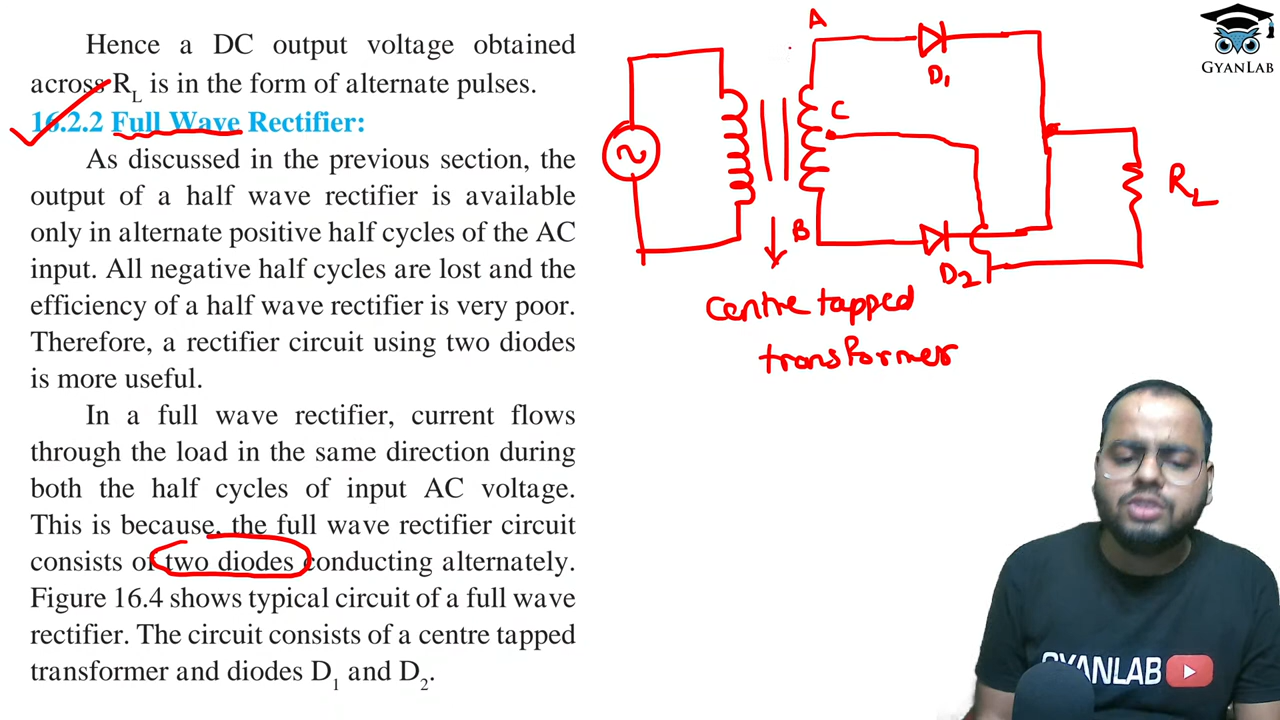 Hence a DC output voltage obtained
across R_L is in the form of alternate pulses.
16.2.2 Full Wave Rectifier:
As discussed in the previous section, the
output of a half wave rectifier is available
only in alternate positive half cycles of the AC
input. All negative half cycles are lost and the
efficiency of a half wave rectifier is very poor.
Therefore, a rectifier circuit using two diodes
is more useful.
In a full wave rectifier, current flows
through the load in the same direction during
both the half cycles of input AC voltage.
This is because, the full wave rectifier circuit
consists of two diodes conducting alternately.
Figure 16.4 shows typical circuit of a full wave
rectifier. The circuit consists of a centre tapped
transformer and diodes D1 and D2.
A
D1
C
B
D2
RL
Centre tapped
transformer
GYANLAB
GYANLAB